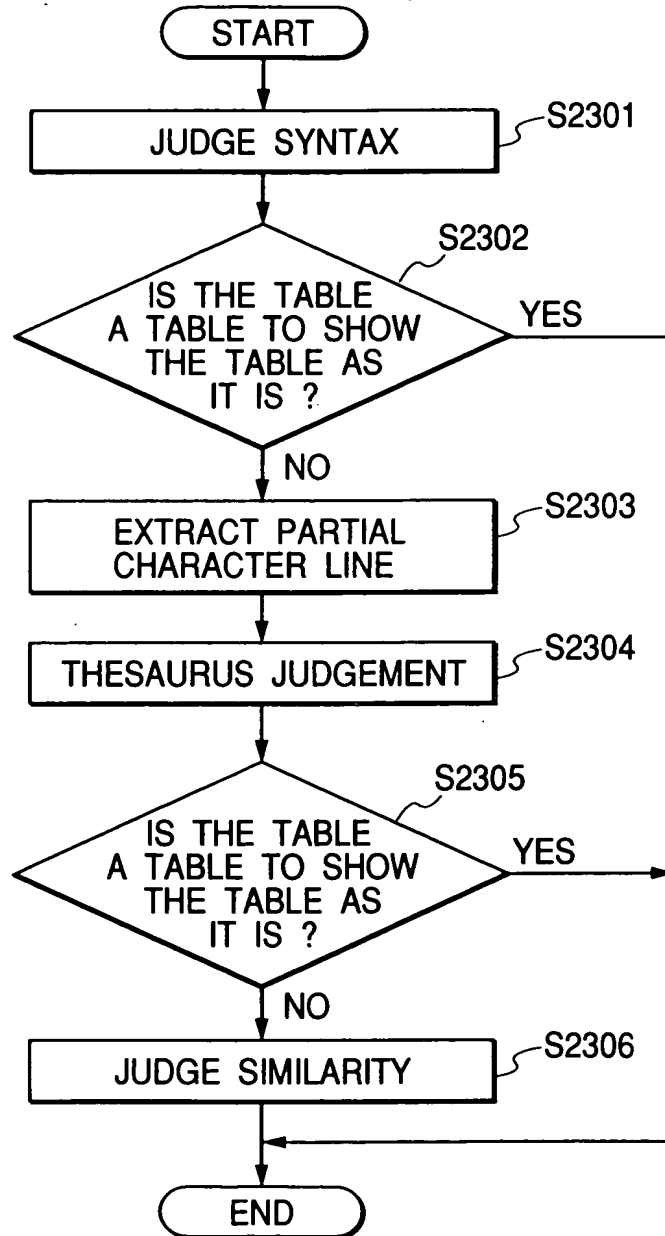 START
JUDGE SYNTAX
S2301
S2302
IS THE TABLE
A TABLE TO SHOW
THE TABLE AS
IT IS ?
YES
NO
EXTRACT PARTIAL
CHARACTER LINE
S2303
THESAURUS JUDGEMENT
S2304
S2305
IS THE TABLE
A TABLE TO SHOW
THE TABLE AS
IT IS ?
YES
NO
JUDGE SIMILARITY
S2306
END